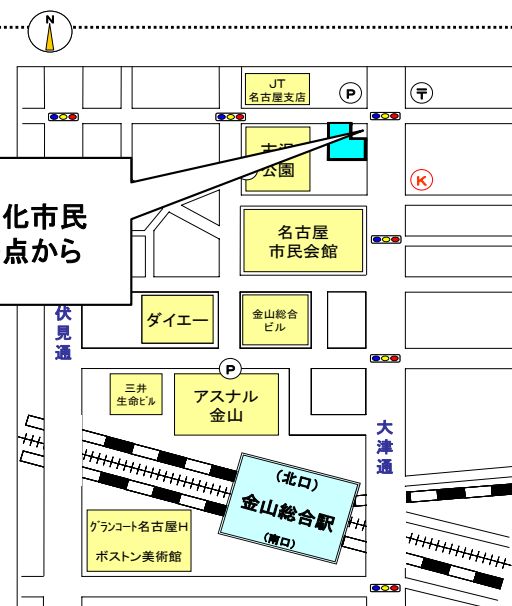 N
JT
名古屋支店
P
〒
公園
K
化市民
点から
名古屋
市民会館
伏見通
ダイエー
金山総合
ビル
P
三井
生命ビル
アスナル
金山
大津通
(北口)
金山総合駅
(南口)
グランコート名古屋H
ボストン美術館